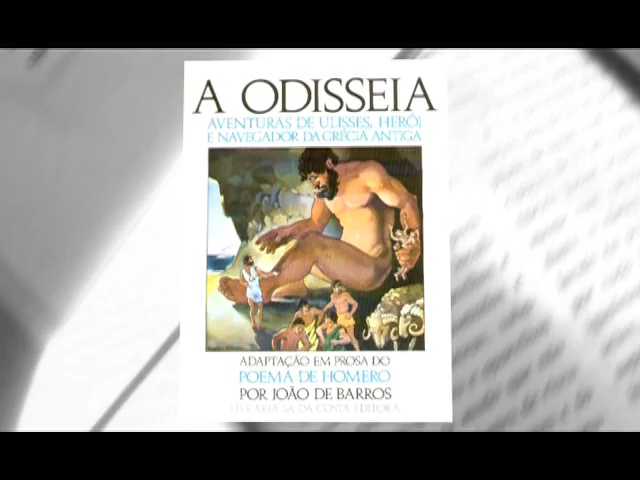 A ODISSEIA
AVENTURAS DE ULISSES, HERÓI
E NAVEGADOR DA GRÉCIA ANTIGA
ADAPTAÇÃO EM PROSA DO
POEMA DE HOMERO
POR JOÃO DE BARROS
LIVRARIA SÁ DA COSTA EDITORA